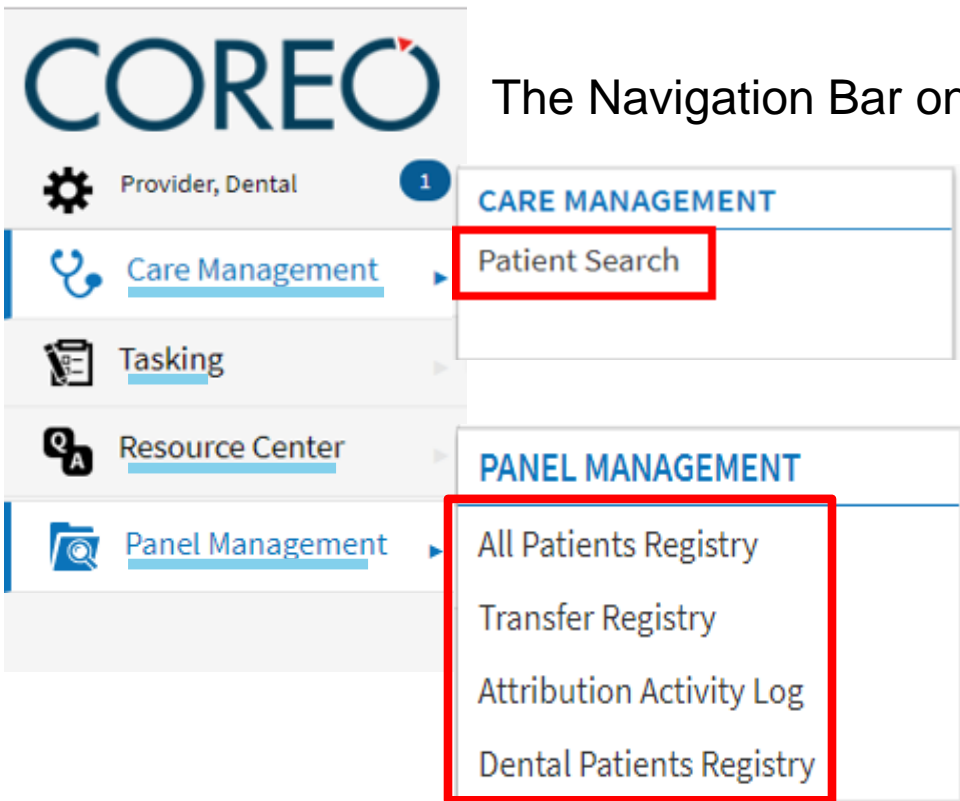 COREO
The Navigation Bar on
Provider, Dental
1
CARE MANAGEMENT
Care Management
Patient Search
Tasking
Q
A
Resource Center
PANEL MANAGEMENT
Panel Management
All Patients Registry
Transfer Registry
Attribution Activity Log
Dental Patients Registry